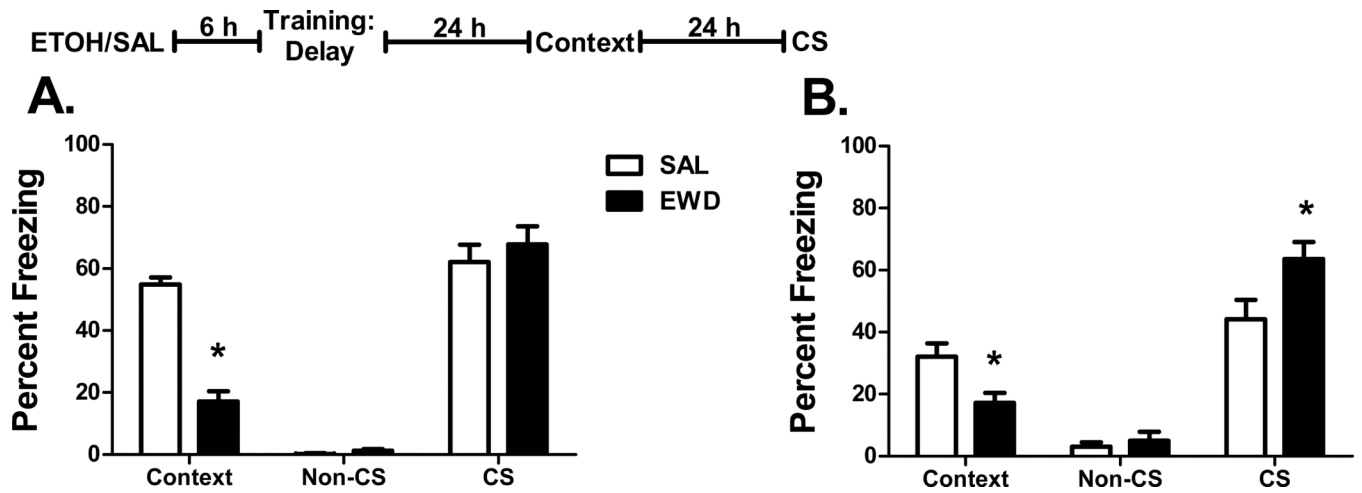 ETOH/SAL 6 h Training: Delay 24 h Context 24 h CS
A.
100
80
60
40
20
0
Percent Freezing
*
Context Non-CS CS
SAL
EWD
B.
100
80
60
40
20
0
Percent Freezing
*
*
Context Non-CS CS